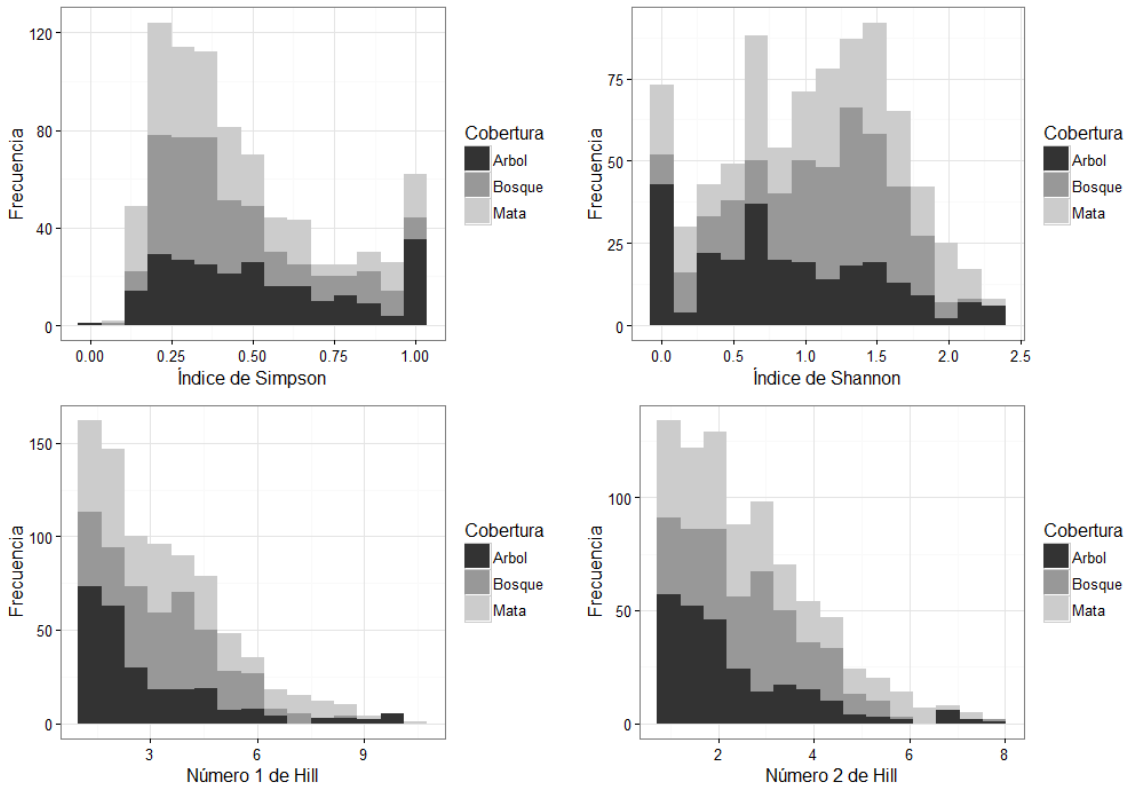 120
80
40
0
Frecuencia
0.00
0.25
0.50
0.75
1.00
Índice de Simpson
Cobertura
Arbol
Bosque
Mata
75
50
25
0
Frecuencia
0.0
0.5
1.0
1.5
2.0
2.5
Índice de Shannon
Cobertura
Arbol
Bosque
Mata
150
100
50
0
Frecuencia
3
6
9
Número 1 de Hill
Cobertura
Arbol
Bosque
Mata
100
50
0
Frecuencia
2
4
6
8
Número 2 de Hill
Cobertura
Arbol
Bosque
Mata